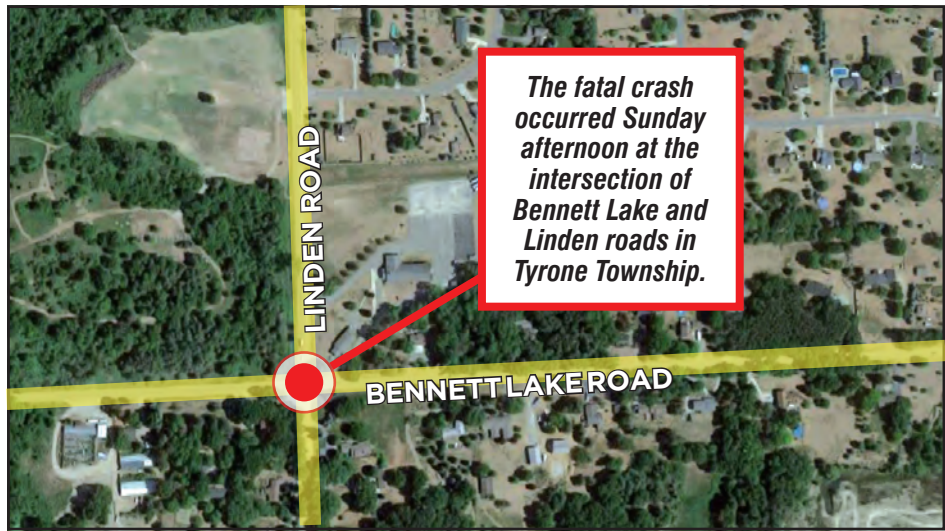 The fatal crash
occurred Sunday
afternoon at the
intersection of
Bennett Lake and
Linden roads in
Tyrone Township.
LINDEN ROAD
BENNETT LAKE ROAD